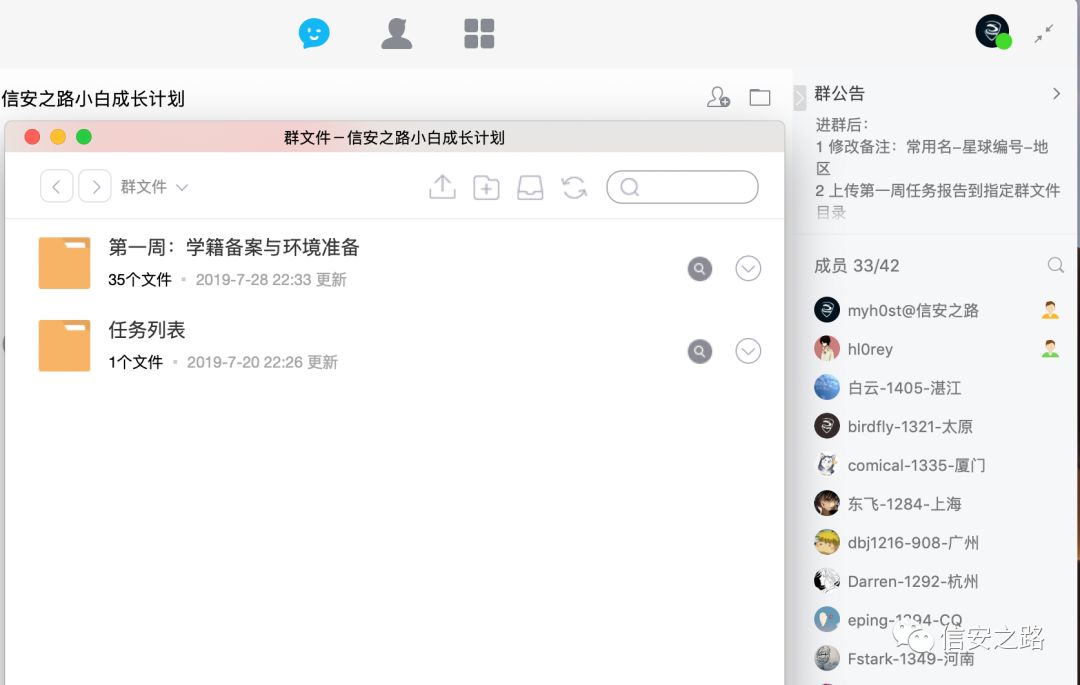 信安之路小白成长计划
群文件－信安之路小白成长计划
群文件
第一周：学籍备案与环境准备
35个文件 • 2019-7-28 22:33 更新
任务列表
1个文件 • 2019-7-20 22:26 更新
群公告
进群后：
1 修改备注：常用名–星球编号–地
区
2 上传第一周任务报告到指定群文件
目录
成员 33/42
myh0st@信安之路
hl0rey
白云-1405-湛江
birdfly-1321-太原
comical-1335-厦门
东飞-1284-上海
dbj1216-908-广州
Darren-1292-杭州
eping-1294-CQ
Fstark-1349-河南
信安之路